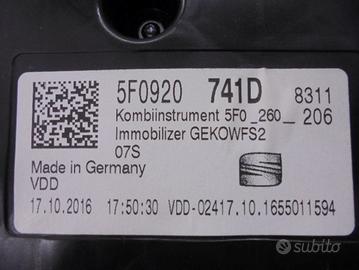 5F0920 741D 8311
Kombiinstrument 5F0 _260_ 206
Immobilizer GEKOWFS2
07S
Made in Germany
VDD
17.10.2016 17:50:30 VDD-02417.10.1655011594
subito